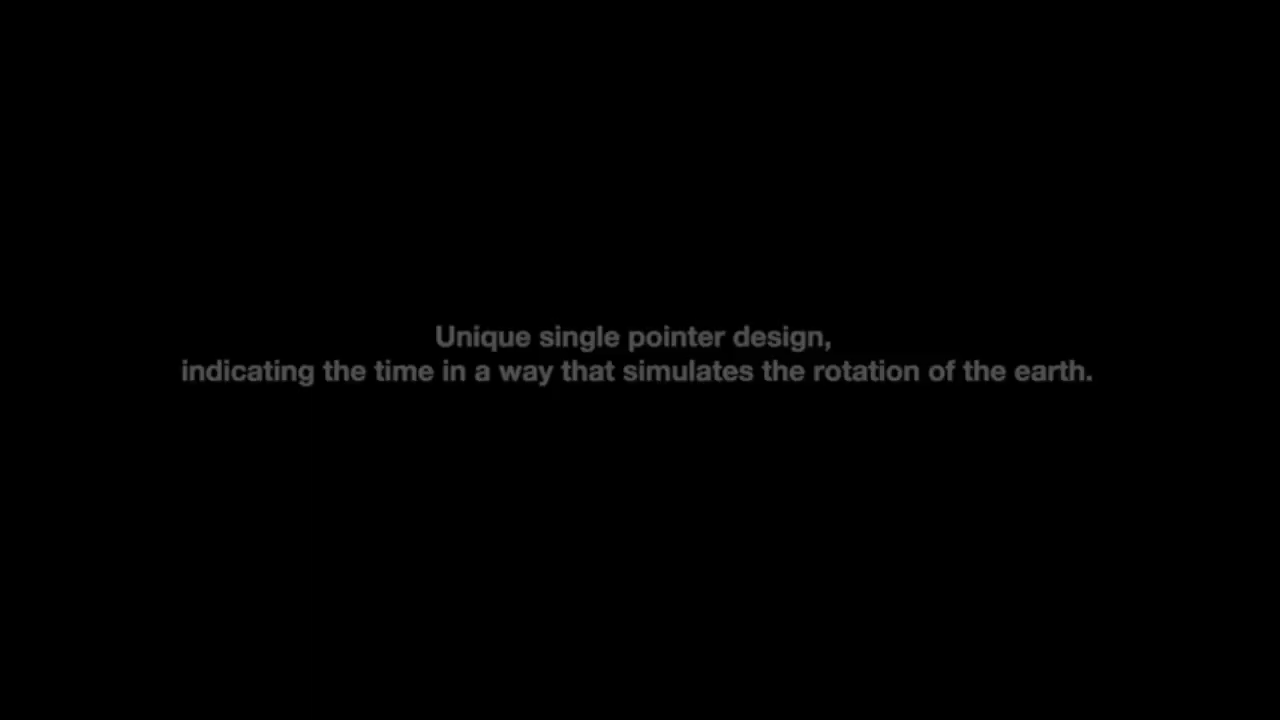 Unique single pointer design,
indicating the time in a way that simulates the rotation of the earth.